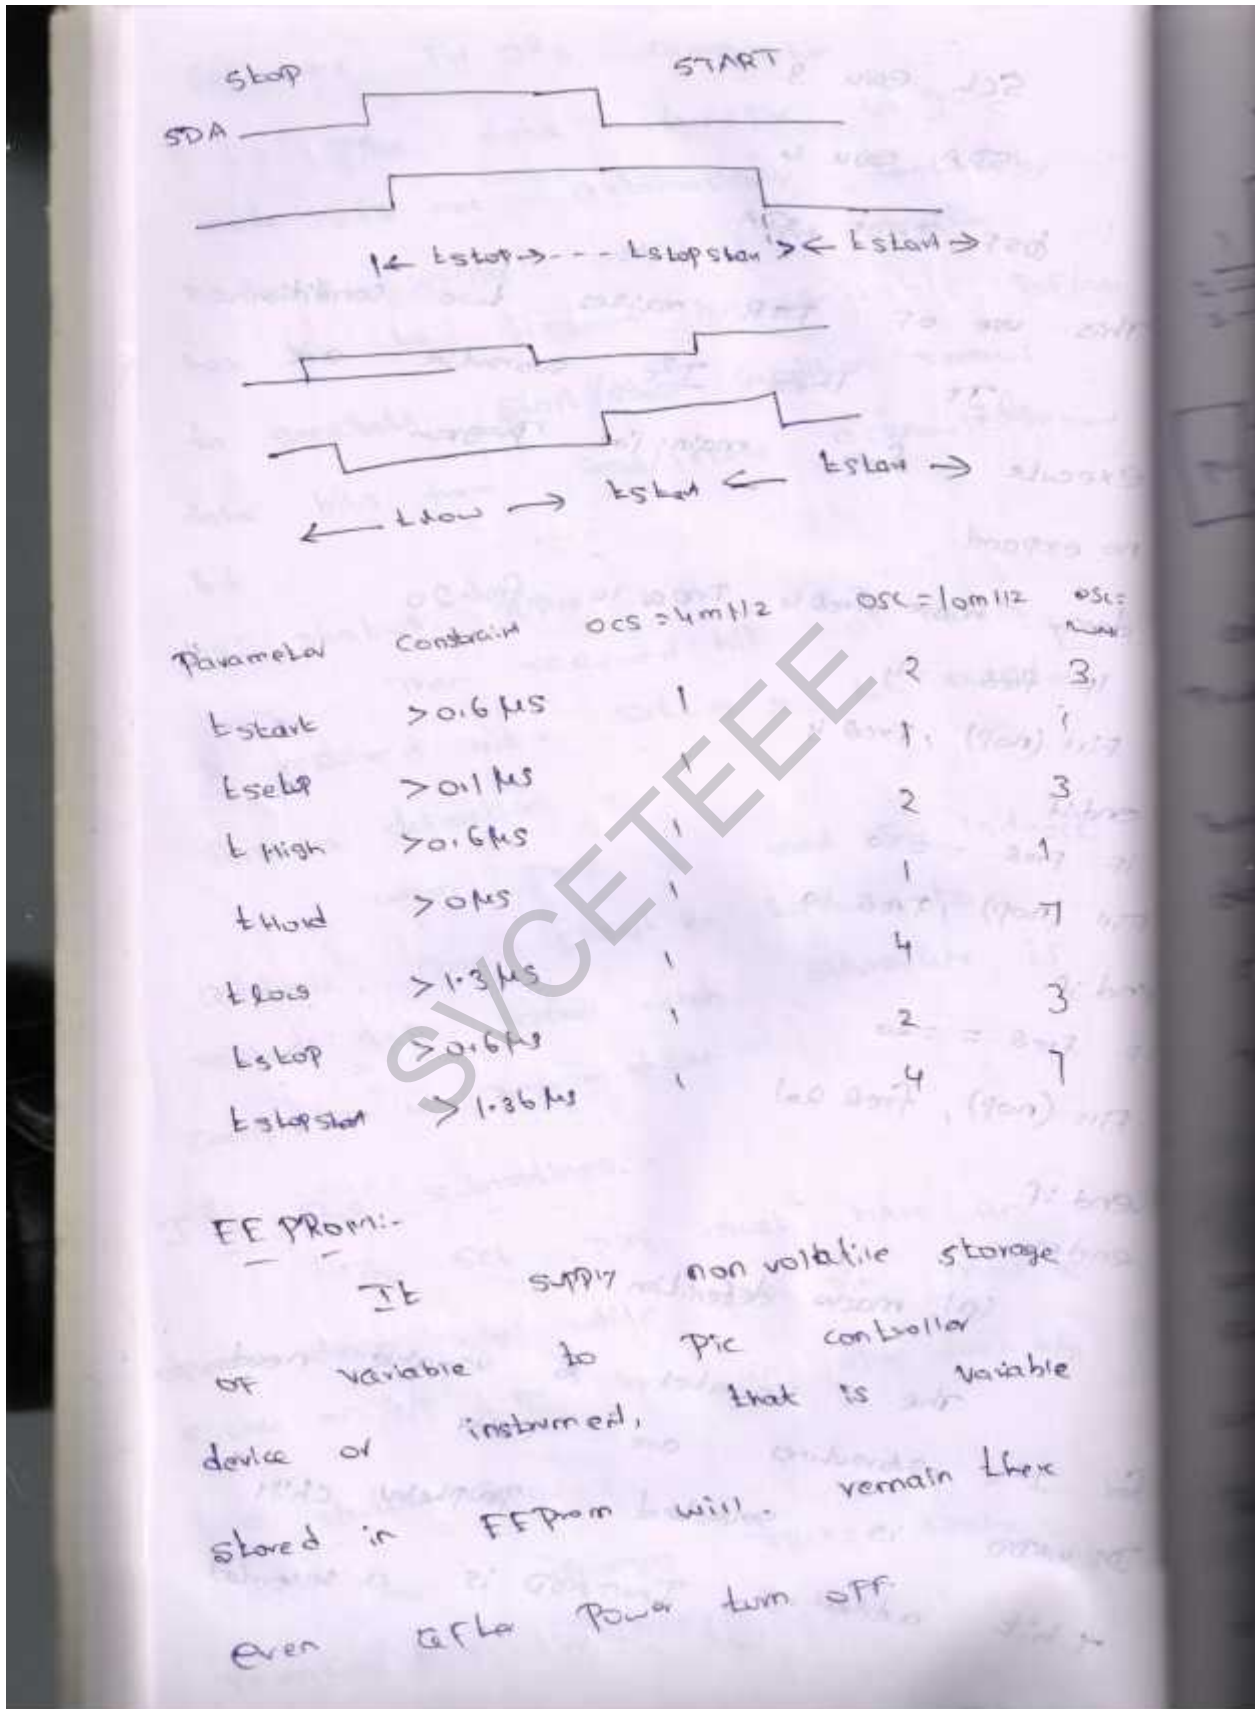 Stop START
SDA
tstop tstopstart tstart
tlow tstart tstart
Parameter Constraint OCS = 4mHz OSC = 10mHz OSC =
tstart >0.6 µs 1 2 3
tsetup >0.1 µs 1 1 1
tHigh >0.6 µs 1 2 3
tHold >0 µs 1 1 1
tlow >1.3 µs 1 4 7
tstop >0.6 µs 1 2 3
tstopstart >1.36 µs 1 4 7
EEPROM:-
It supply non volatile storage
of variable to Pic controller
device or instrument, that is variable
stored in EEProm will remain there
even after Power turn off.
SVCETEEE